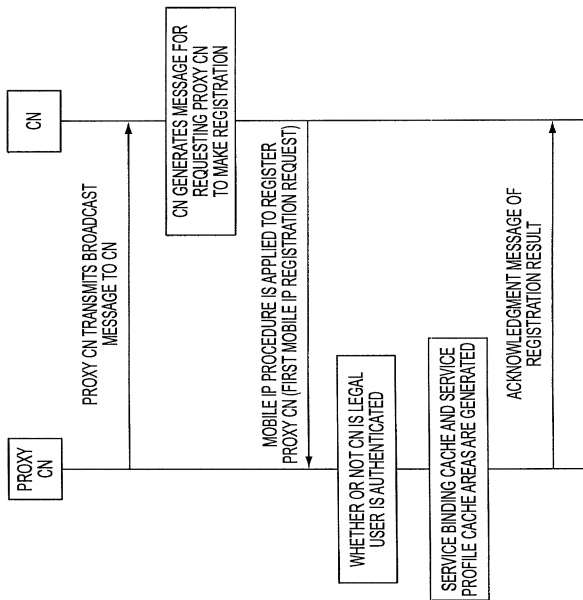 PROXY
CN
CN
PROXY CN TRANSMITS BROADCAST
MESSAGE TO CN
CN GENERATES MESSAGE FOR
REQUESTING PROXY CN
TO MAKE REGISTRATION
MOBILE IP PROCEDURE IS APPLIED TO REGISTER
PROXY CN (FIRST MOBILE IP REGISTRATION REQUEST)
WHETHER OR NOT CN IS LEGAL
USER IS AUTHENTICATED
SERVICE BINDING CACHE AND SERVICE
PROFILE CACHE AREAS ARE GENERATED
ACKNOWLEDGMENT MESSAGE OF
REGISTRATION RESULT